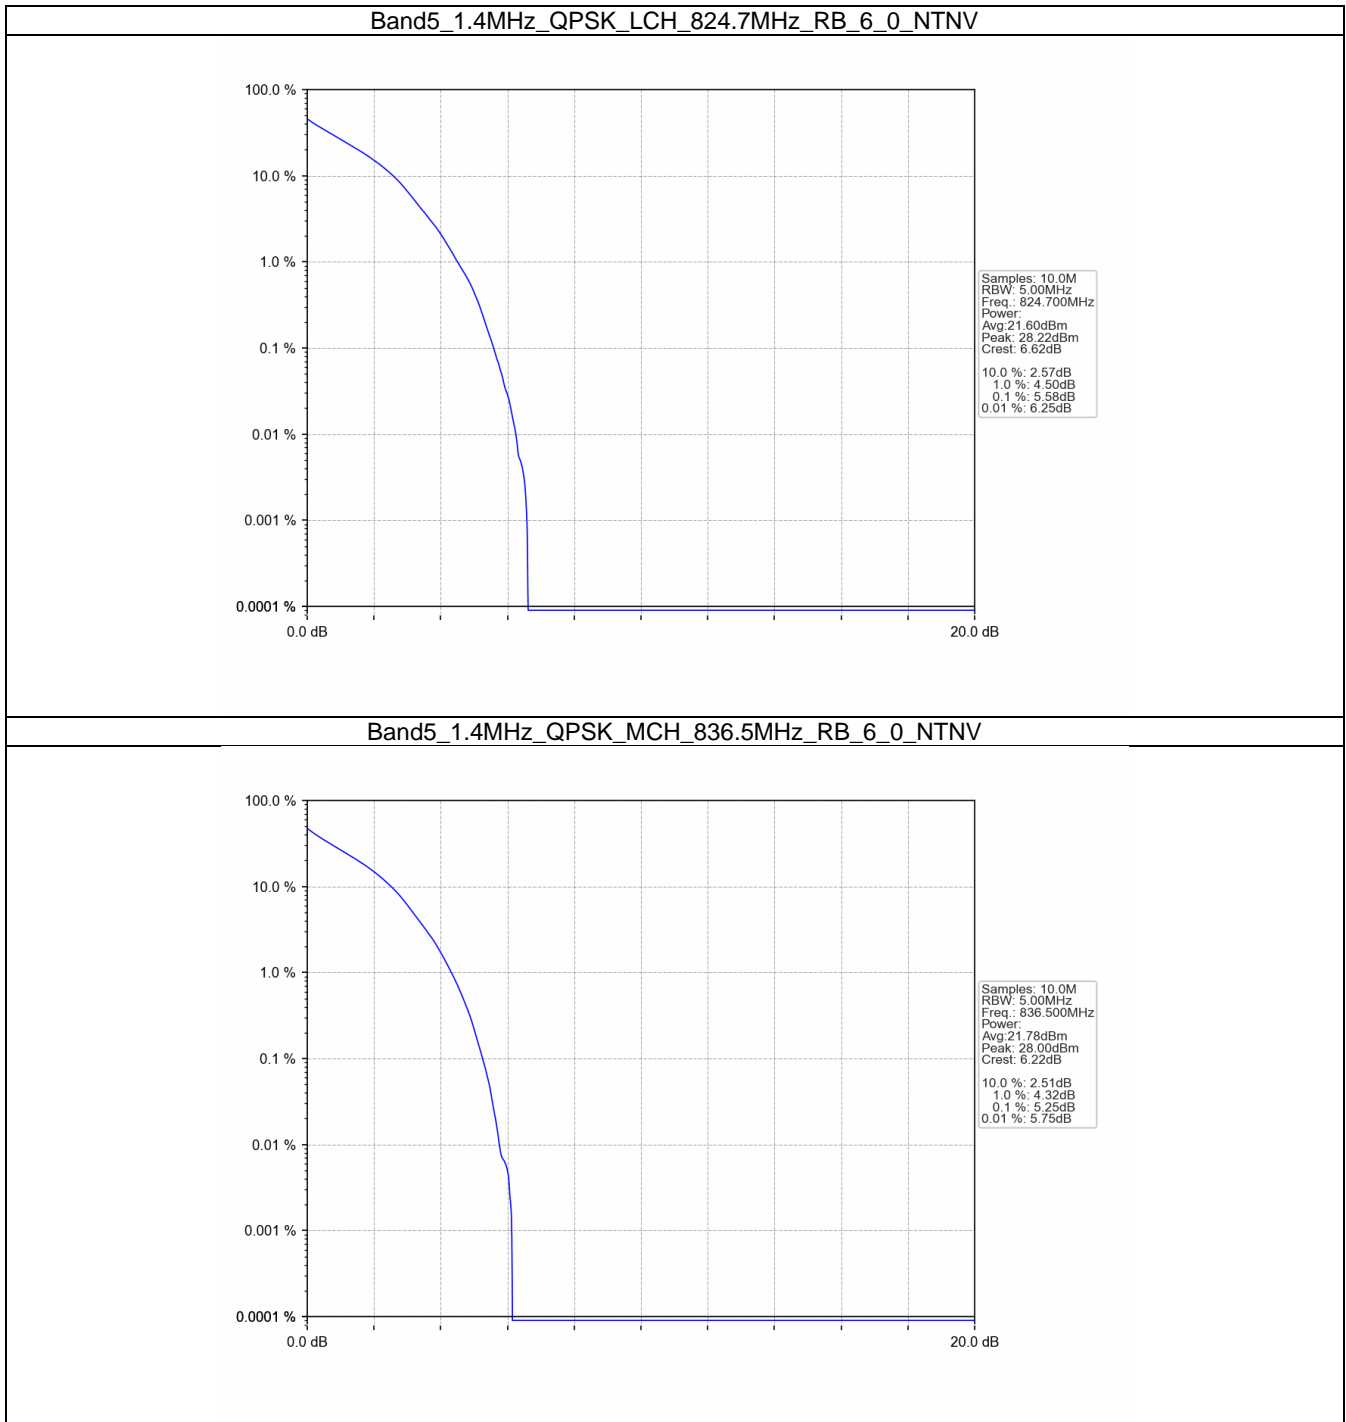 Band5_1.4MHz_QPSK_LCH_824.7MHz_RB_6_0_NTNV
100.0 %
10.0 %
1.0 %
0.1 %
0.01 %
0.001 %
0.0001 %
0.0 dB
20.0 dB
Samples: 10.0M
RBW: 5.00MHz
Freq.: 824.700MHz
Power:
Avg:21.60dBm
Peak: 28.22dBm
Crest: 6.62dB
10.0 %: 2.57dB
1.0 %: 4.50dB
0.1 %: 5.58dB
0.01 %: 6.25dB
Band5_1.4MHz_QPSK_MCH_836.5MHz_RB_6_0_NTNV
100.0 %
10.0 %
1.0 %
0.1 %
0.01 %
0.001 %
0.0001 %
0.0 dB
20.0 dB
Samples: 10.0M
RBW: 5.00MHz
Freq.: 836.500MHz
Power:
Avg:21.78dBm
Peak: 28.00dBm
Crest: 6.22dB
10.0 %: 2.51dB
1.0 %: 4.32dB
0.1 %: 5.25dB
0.01 %: 5.75dB